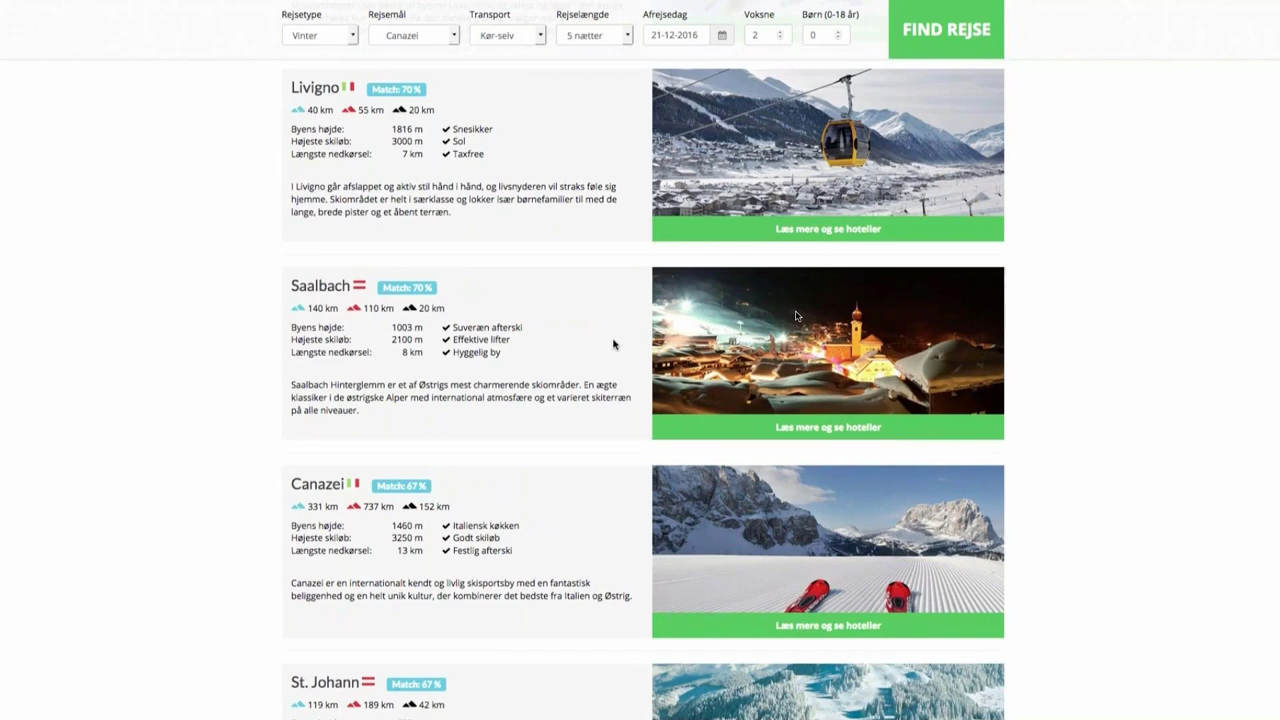 Rejsetype Rejsemål Transport Rejselængde Afrejsedag Voksne Børn (0-18 år)
Vinter Canazei Kør-selv 5 nætter 21-12-2016 2 0 FIND REJSE
Livigno Match: 70 %
40 km 55 km 20 km
Byens højde: 1816 m ✔ Snesikker
Højeste skiløb: 3000 m ✔ Sol
Længste nedkørsel: 7 km ✔ Taxfree
I Livigno går afslappet og aktiv stil hånd i hånd, og livsnyderen vil straks føle sig
hjemme. Skiområdet er helt i særklasse og lokker især børnefamilier til med de
lange, brede pister og et åbent terræn.
Læs mere og se hoteller
Saalbach Match: 70 %
140 km 110 km 20 km
Byens højde: 1003 m ✔ Suveræn afterski
Højeste skiløb: 2100 m ✔ Effektive lifter
Længste nedkørsel: 8 km ✔ Hyggelig by
Saalbach Hinterglemm er et af Østrigs mest charmerende skiområder. En ægte
klassiker i de østrigske Alper med international atmosfære og et varieret skiterræn
på alle niveauer.
Læs mere og se hoteller
Canazei Match: 67 %
331 km 737 km 152 km
Byens højde: 1460 m ✔ Italiensk køkken
Højeste skiløb: 3250 m ✔ Godt skiløb
Længste nedkørsel: 13 km ✔ Festlig afterski
Canazei er en internationalt kendt og livlig skisportsby med en fantastisk
beliggenhed og en helt unik kultur, der kombinerer det bedste fra Italien og Østrig.
Læs mere og se hoteller
St. Johann Match: 67 %
119 km 189 km 42 km